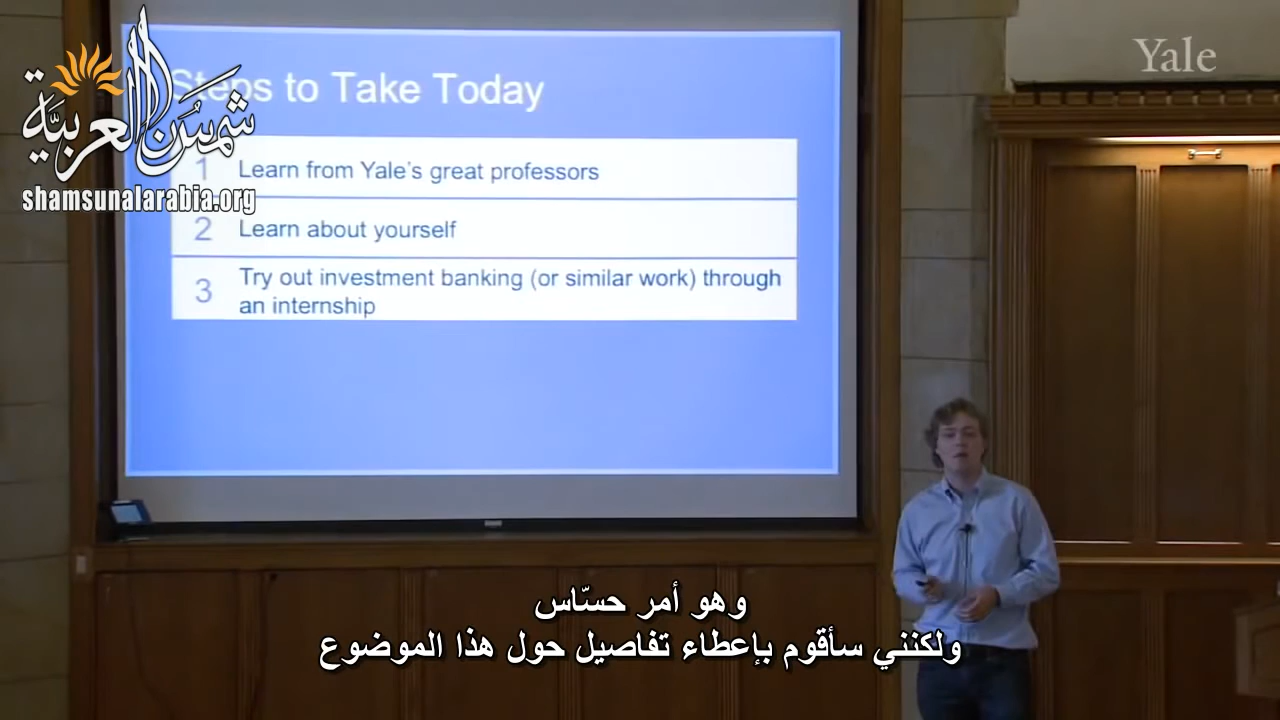 Yale
شمس العربية
shamsunalarabia.org
Steps to Take Today
1 Learn from Yale's great professors
2 Learn about yourself
3 Try out investment banking (or similar work) through
an internship
وهو أمر حسّاس
ولكنني سأقوم بإعطاء تفاصيل حول هذا الموضوع